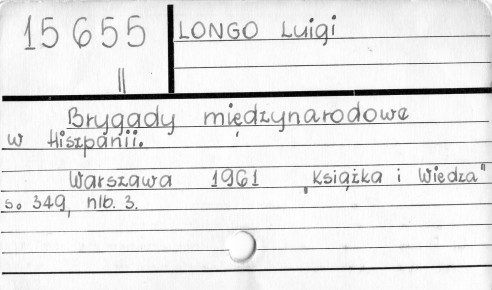 15655
II
LONGO Luigi
Brygady międzynarodowe
w Hiszpanii.
Warszawa 1961 "Książka i Wiedza"
s. 349, nlb. 3.